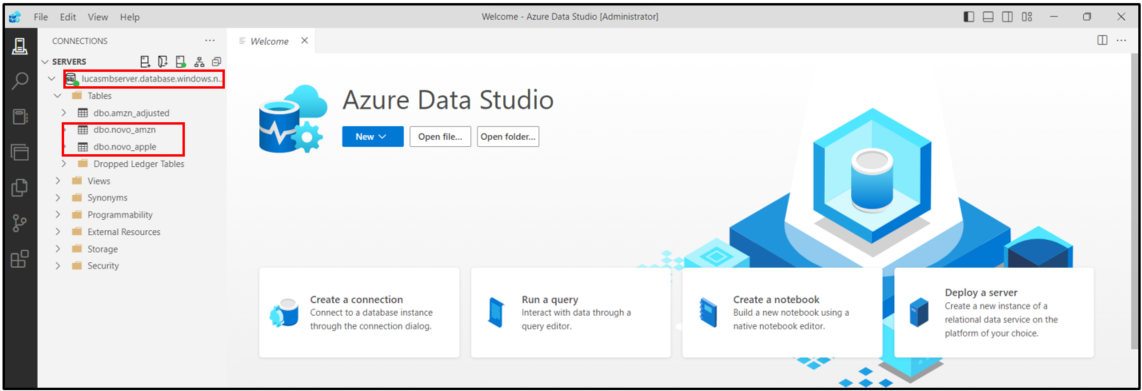 File Edit View Help
Welcome - Azure Data Studio [Administrator]
CONNECTIONS
Welcome
SERVERS
lucasmbserver.database.windows.n...
Tables
dbo.amzn_adjusted
dbo.novo_amzn
dbo.novo_apple
Dropped Ledger Tables
Views
Synonyms
Programmability
External Resources
Storage
Security
Azure Data Studio
New
Open file...
Open folder...
Create a connection
Connect to a database instance
through the connection dialog.
Run a query
Interact with data through a
query editor.
Create a notebook
Build a new notebook using a
native notebook editor.
Deploy a server
Create a new instance of a
relational data service on the
platform of your choice.